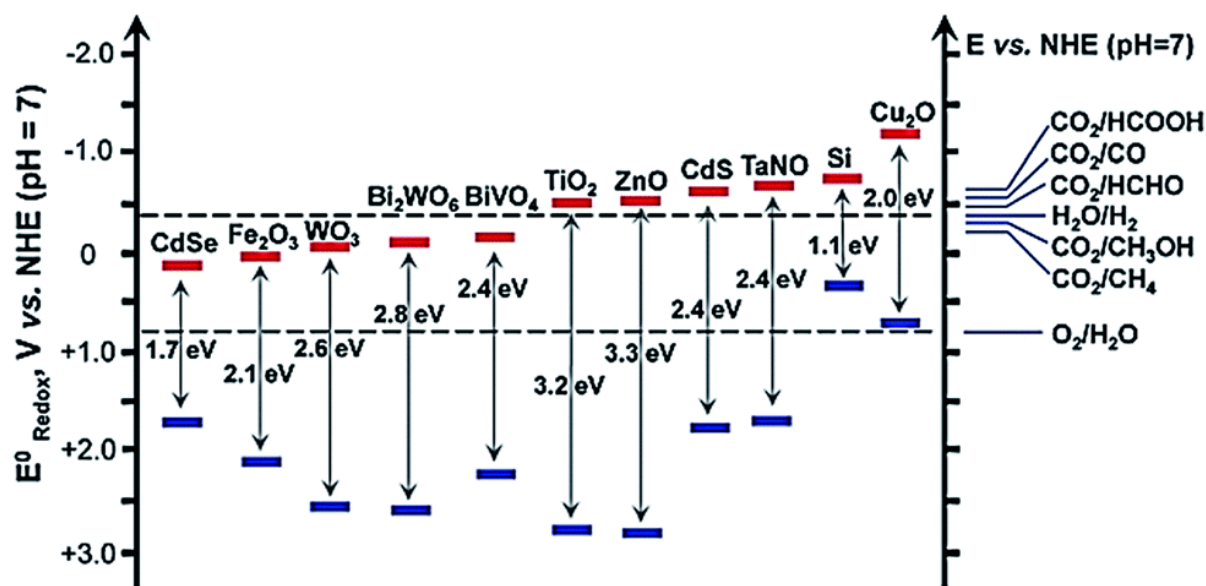 E⁰Redox, V vs. NHE (pH = 7)
-2.0
-1.0
0
+1.0
+2.0
+3.0
CdSe
1.7 eV
Fe₂O₃
2.1 eV
WO₃
2.6 eV
Bi₂WO₆
2.8 eV
BiVO₄
2.4 eV
TiO₂
3.2 eV
ZnO
3.3 eV
CdS
2.4 eV
TaNO
2.4 eV
Si
1.1 eV
Cu₂O
2.0 eV
E vs. NHE (pH=7)
CO₂/HCOOH
CO₂/CO
CO₂/HCHO
H₂O/H₂
CO₂/CH₃OH
CO₂/CH₄
O₂/H₂O